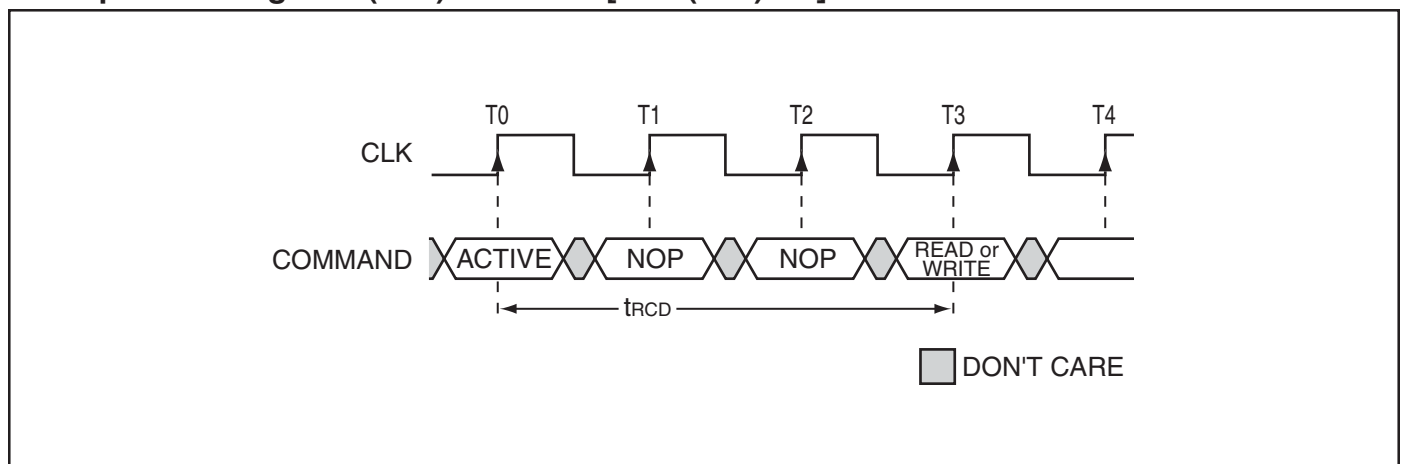 T0 T1 T2 T3 T4
CLK
COMMAND ACTIVE NOP NOP READ or
WRITE
tRCD
DON'T CARE